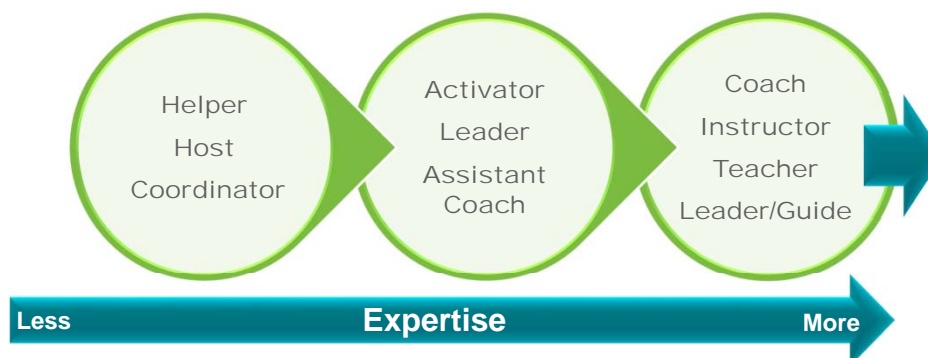 Helper
Host
Coordinator
Activator
Leader
Assistant
Coach
Coach
Instructor
Teacher
Leader/Guide
Less
Expertise
More